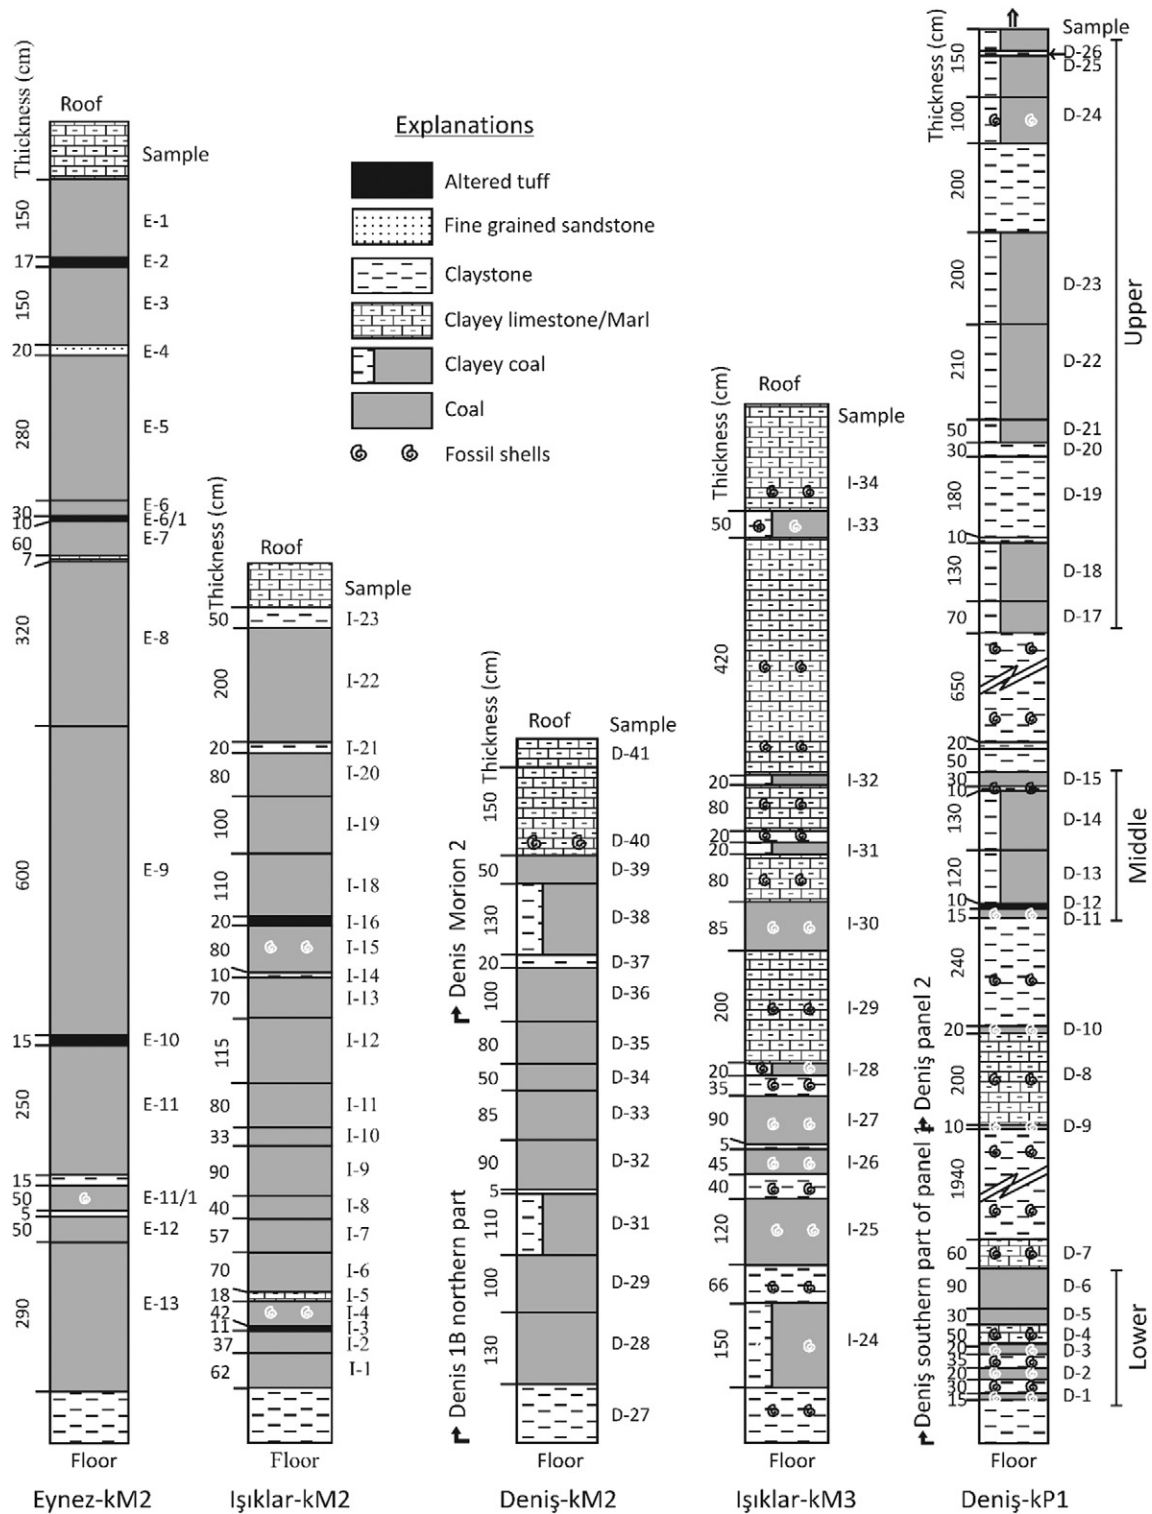 Thickness (cm)
Roof
Sample
150
E-1
17
E-2
150
E-3
20
E-4
280
E-5
30
E-6
10
E-6/1
60
E-7
7
320
E-8
600
E-9
15
E-10
250
E-11
15
50
E-11/1
5
50
E-12
290
E-13
Floor
Eynez-kM2
Explanations
Altered tuff
Fine grained sandstone
Claystone
Clayey limestone/Marl
Clayey coal
Coal
Fossil shells
Thickness (cm)
Roof
Sample
50
I-23
200
I-22
20
I-21
80
I-20
100
I-19
110
I-18
20
I-16
80
I-15
10
I-14
70
I-13
115
I-12
80
I-11
33
I-10
90
I-9
40
I-8
57
I-7
70
I-6
18
I-5
42
I-4
11
I-3
37
I-2
62
I-1
Floor
Işıklar-kM2
Thickness (cm)
Roof
Sample
D-41
150
D-40
50
D-39
130
D-38
20
D-37
100
D-36
80
D-35
50
D-34
85
D-33
90
D-32
5
110
D-31
100
D-29
130
D-28
D-27
Denis Morion 2
Denis 1B northern part
Floor
Deniş-kM2
Thickness (cm)
Roof
Sample
I-34
50
I-33
420
20
I-32
80
20
20
I-31
80
85
I-30
200
I-29
20
I-28
35
90
I-27
5
45
I-26
40
120
I-25
66
150
I-24
Floor
Işıklar-kM3
Thickness (cm)
Sample
D-26
150
D-25
100
D-24
200
200
D-23
210
D-22
50
D-21
30
D-20
180
D-19
10
130
D-18
70
D-17
650
20
50
30
D-15
10
130
D-14
120
D-13
10
D-12
15
D-11
240
20
D-10
200
D-8
10
D-9
1940
60
D-7
90
D-6
30
D-5
50
D-4
20
D-3
35
20
D-2
30
15
D-1
Upper
Middle
Lower
Deniş panel 2
Deniş southern part of panel 1
Floor
Deniş-kP1